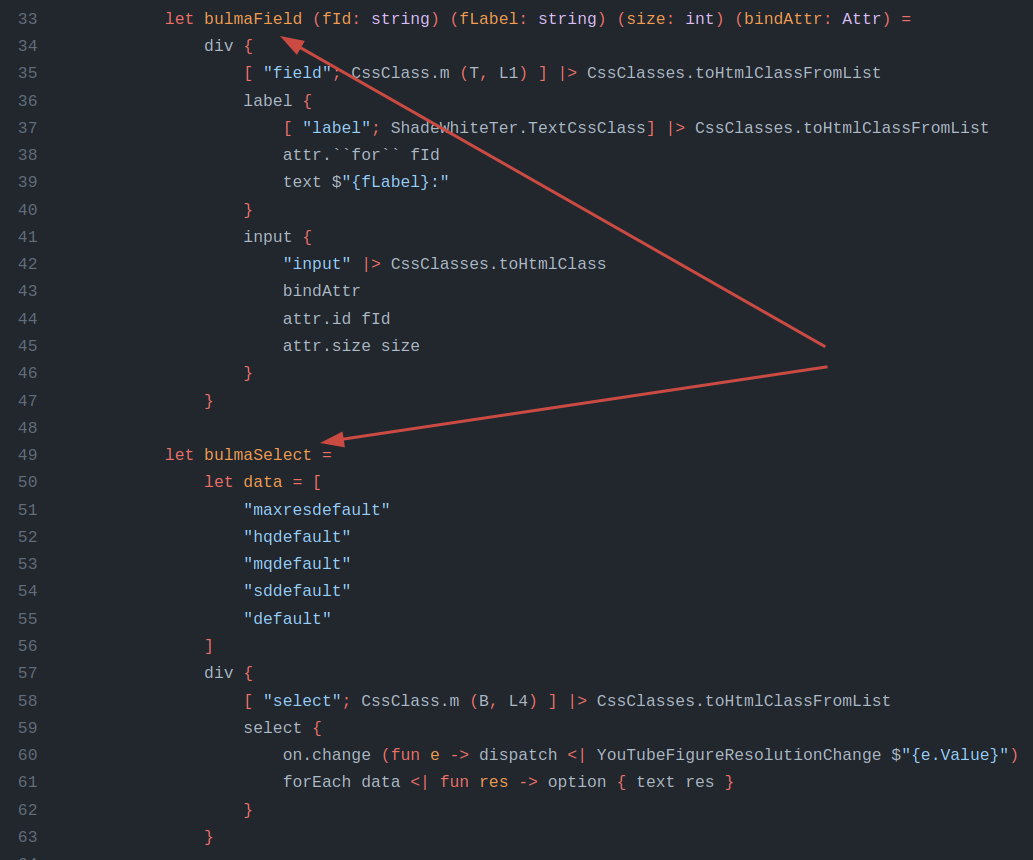 33 let bulmaField (fId: string) (fLabel: string) (size: int) (bindAttr: Attr) =
34 div {
35 [ "field"; CssClass.m (T, L1) ] |> CssClasses.toHtmlClassFromList
36 label {
37 [ "label"; ShadeWhiteTer.TextCssClass] |> CssClasses.toHtmlClassFromList
38 attr.``for`` fId
39 text $"{fLabel}:"
40 }
41 input {
42 "input" |> CssClasses.toHtmlClass
43 bindAttr
44 attr.id fId
45 attr.size size
46 }
47 }
48
49 let bulmaSelect =
50 let data = [
51 "maxresdefault"
52 "hqdefault"
53 "mqdefault"
54 "sddefault"
55 "default"
56 ]
57 div {
58 [ "select"; CssClass.m (B, L4) ] |> CssClasses.toHtmlClassFromList
59 select {
60 on.change (fun e -> dispatch <| YouTubeFigureResolutionChange $"{e.Value}")
61 forEach data <| fun res -> option { text res }
62 }
63 }